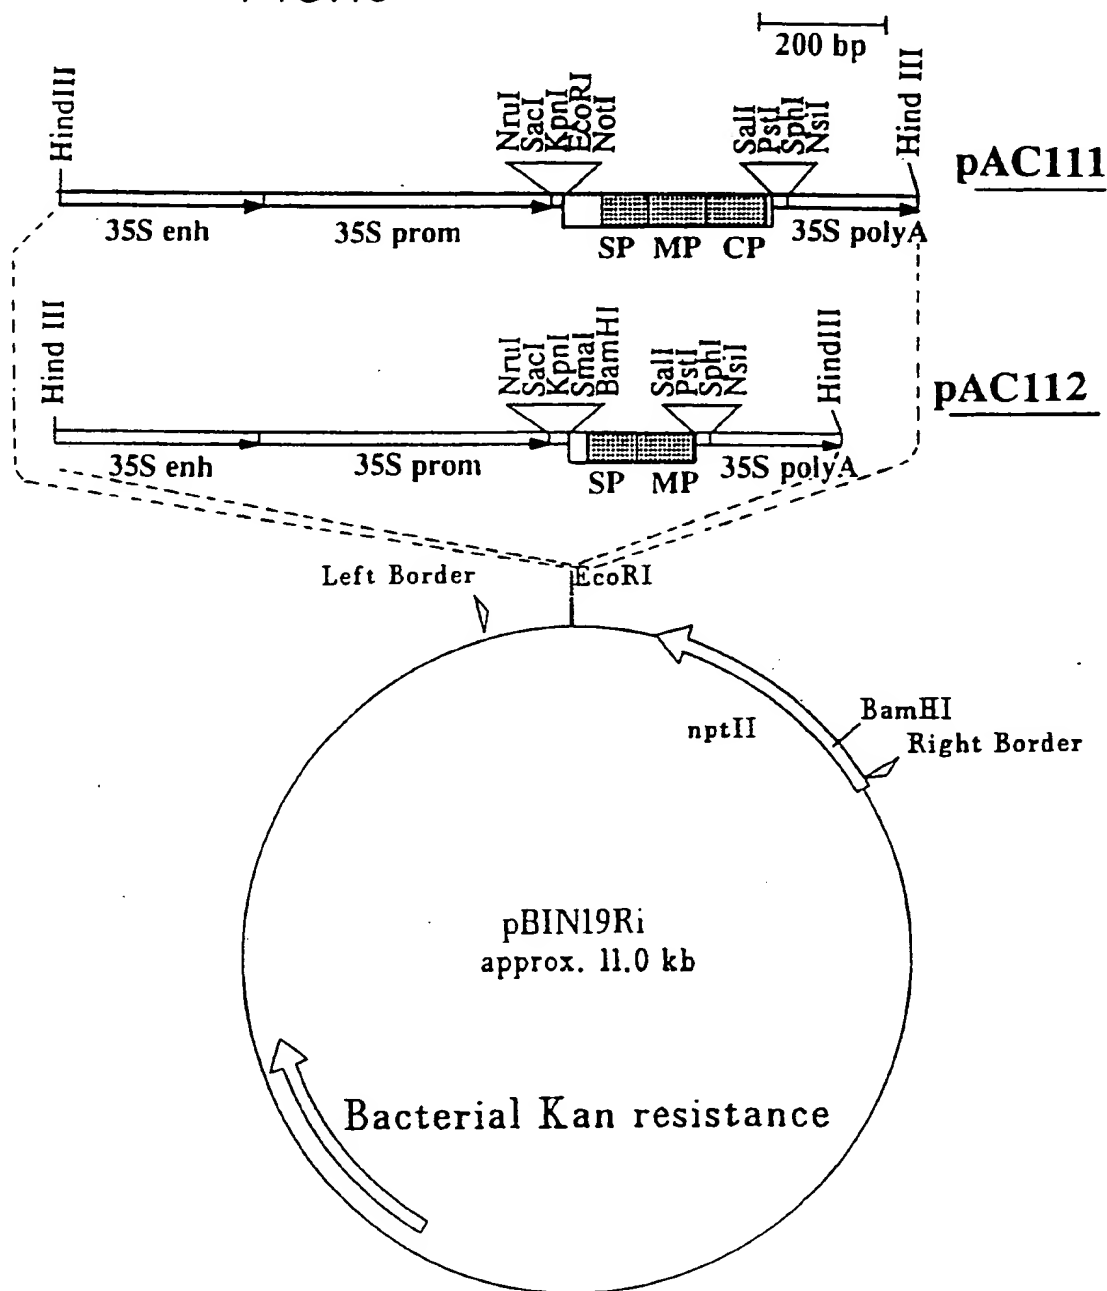 200 bp
HindIII
NruI
SacI
KpnI
EcoRI
NotI
SalI
PstI
SphI
NsiI
Hind III
pAC111
35S enh
35S prom
SP
MP
CP
35S polyA
Hind III
NruI
SacI
KpnI
SmaI
BamHI
SalI
PstI
SphI
NsiI
HindIII
pAC112
35S enh
35S prom
SP
MP
35S polyA
Left Border
EcoRI
nptII
BamHI
Right Border
pBIN19Ri
approx. 11.0 kb
Bacterial Kan resistance